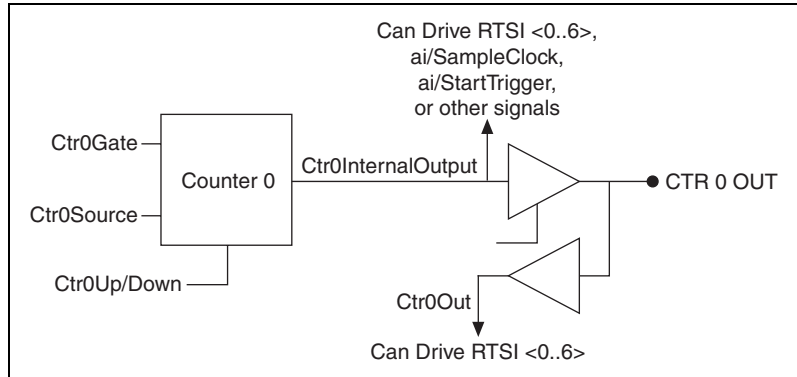 Can Drive RTSI <0..6>,
ai/SampleClock,
ai/StartTrigger,
or other signals
Ctr0Gate
Counter 0
Ctr0InternalOutput
CTR 0 OUT
Ctr0Source
Ctr0Up/Down
Ctr0Out
Can Drive RTSI <0..6>